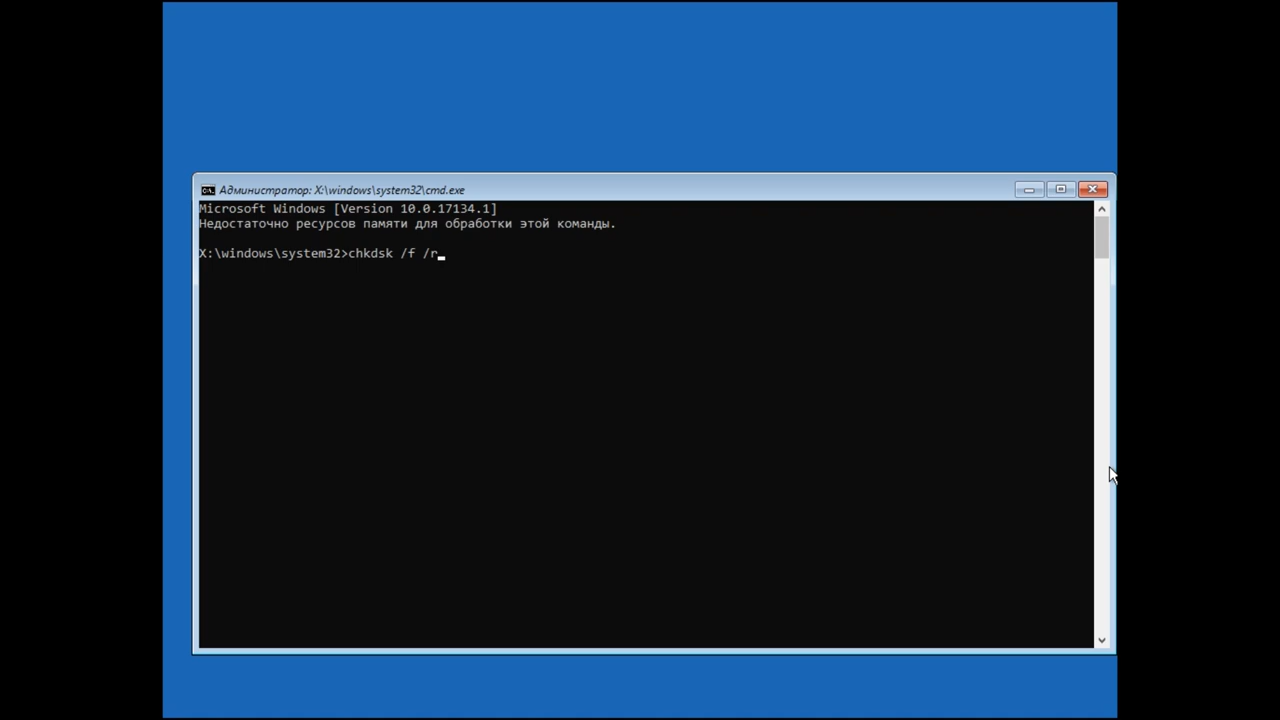 Администратор: X:\windows\system32\cmd.exe
Microsoft Windows [Version 10.0.17134.1]
Недостаточно ресурсов памяти для обработки этой команды.
X:\windows\system32>chkdsk /f /r